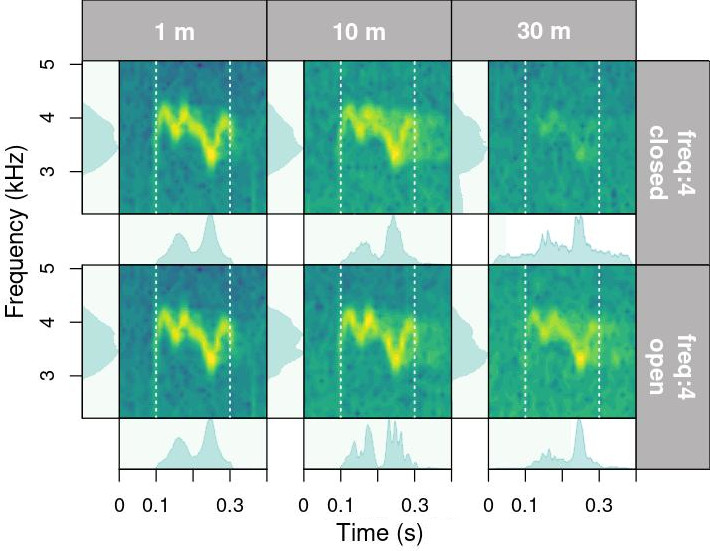 1 m
10 m
30 m
5
4
3
freq:4
closed
5
4
3
freq:4
open
Frequency (kHz)
0 0.1 0.3 0 0.1 0.3 0 0.1 0.3
Time (s)